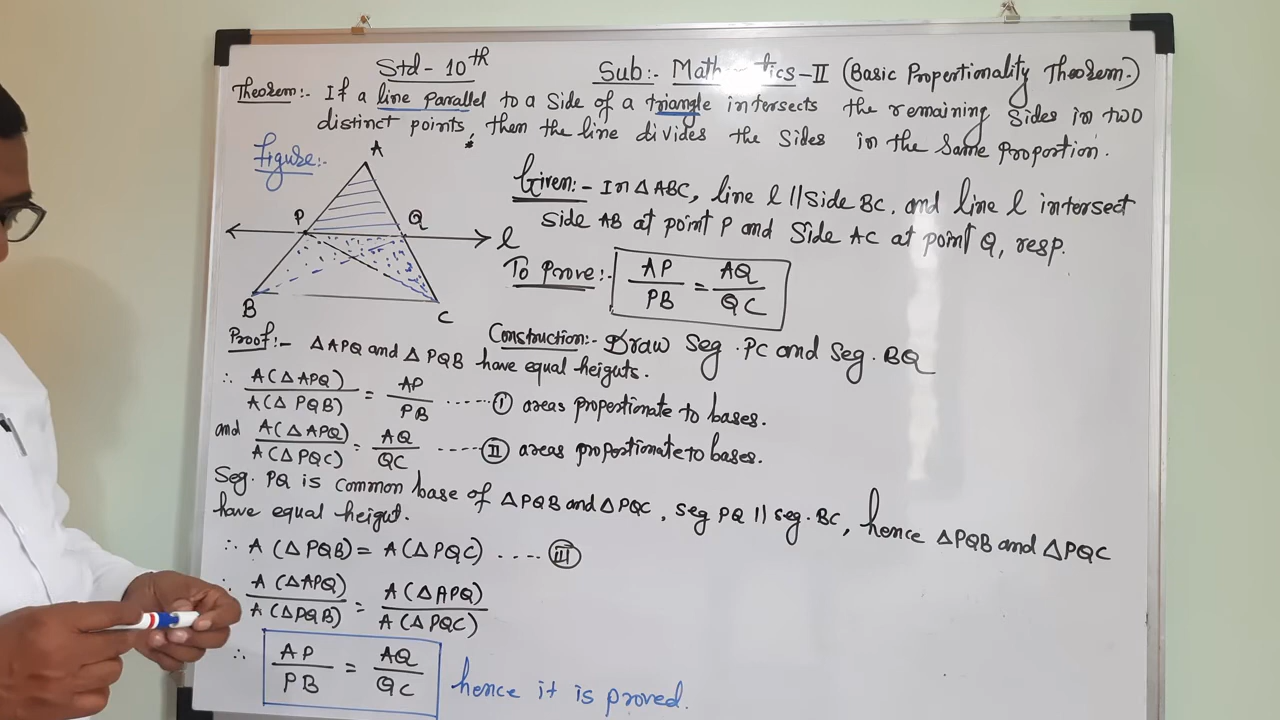 Std - 10th Sub:- Math tics-II (Basic Propertionality Theorem.)
Theorem:- If a line parallel to a side of a triangle intersects the remaining sides in two
distinct points, then the line divides the sides in the same proportion.
Figure:-
A
P
Q
l
B
C
Given:- In △ABC, line l || side BC, and line l intersect
side AB at point P and side AC at point Q, resp.
To prove:- AP/PB = AQ/QC
Construction:- Draw seg. PC and seg. BQ
Proof:- △APQ and △PQB have equal heiguts.
∴ A(△APQ)/A(△PQB) = AP/PB ------ I areas propertionate to bases.
and A(△APQ)/A(△PQC) = AQ/QC ---- II areas propertionate to bases.
Seg. PQ is common base of △PQB and △PQC, seg PQ || seg. BC, hence △PQB and △PQC
have equal heigut.
∴ A(△PQB) = A(△PQC) ---- III
∴ A(△APQ)/A(△PQB) = A(△APQ)/A(△PQC)
∴ AP/PB = AQ/QC hence it is proved.